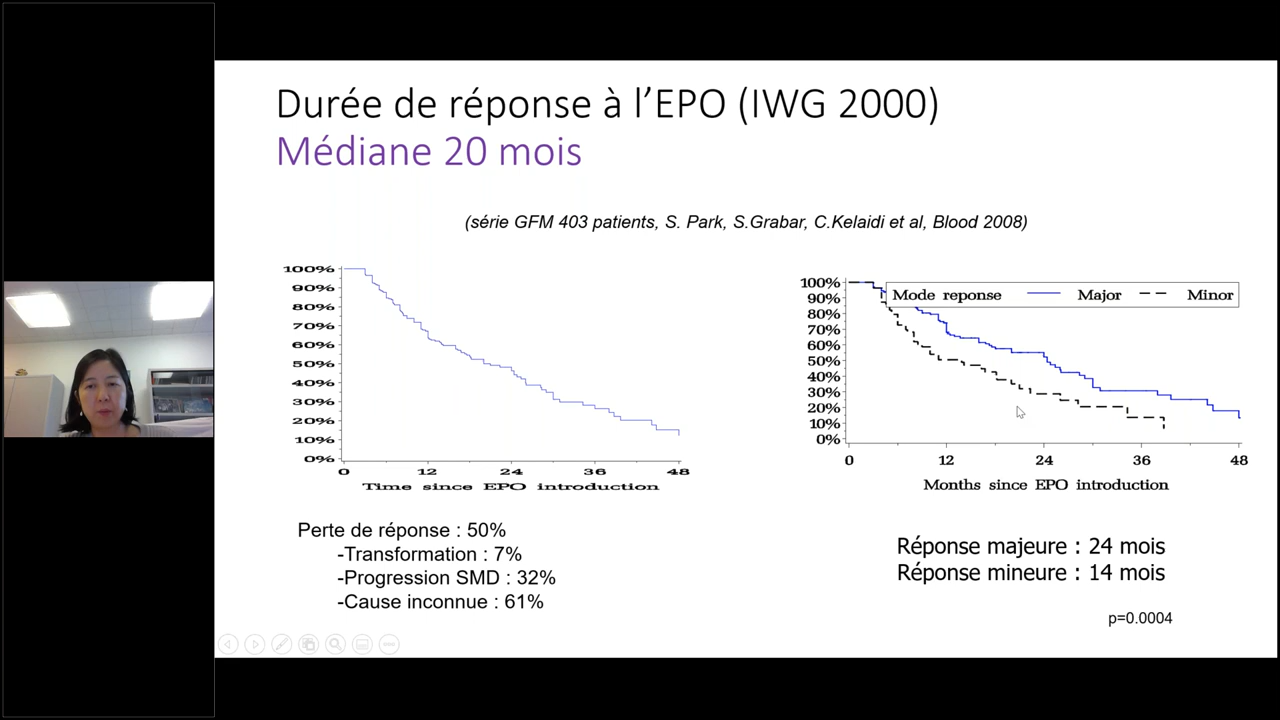 Durée de réponse à l’EPO (IWG 2000)
Médiane 20 mois
(série GFM 403 patients, S. Park, S.Grabar, C.Kelaidi et al, Blood 2008)
100%
90%
80%
70%
60%
50%
40%
30%
20%
10%
0%
0 12 24 36 48
Time since EPO introduction
Mode reponse Major Minor
100%
90%
80%
70%
60%
50%
40%
30%
20%
10%
0%
0 12 24 36 48
Months since EPO introduction
Perte de réponse : 50%
-Transformation : 7%
-Progression SMD : 32%
-Cause inconnue : 61%
Réponse majeure : 24 mois
Réponse mineure : 14 mois
p=0.0004